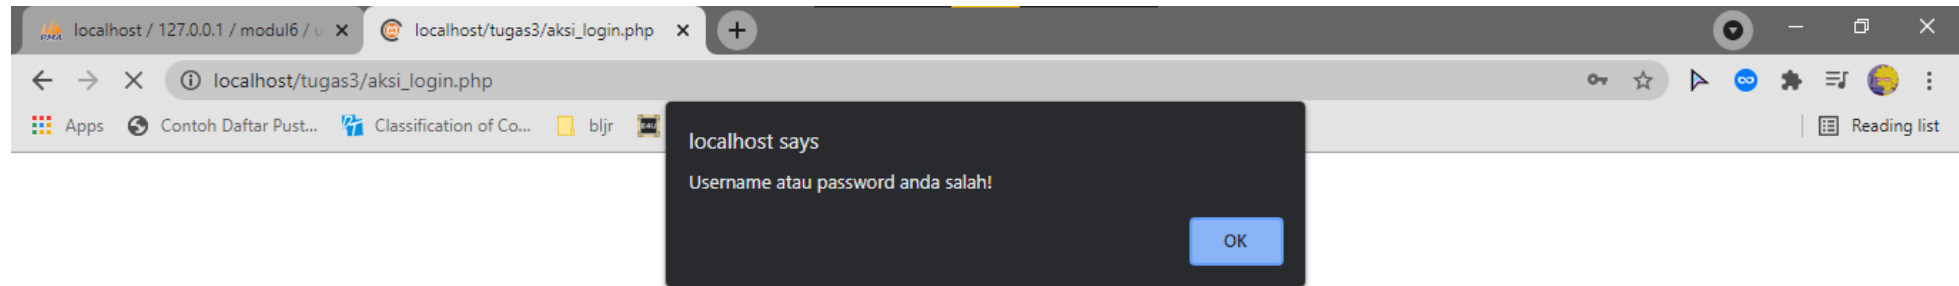 localhost / 127.0.0.1 / modul6 / u
localhost/tugas3/aksi_login.php
localhost/tugas3/aksi_login.php
Apps Contoh Daftar Pust... Classification of Co... bljr E4U Reading list
localhost says
Username atau password anda salah!
OK